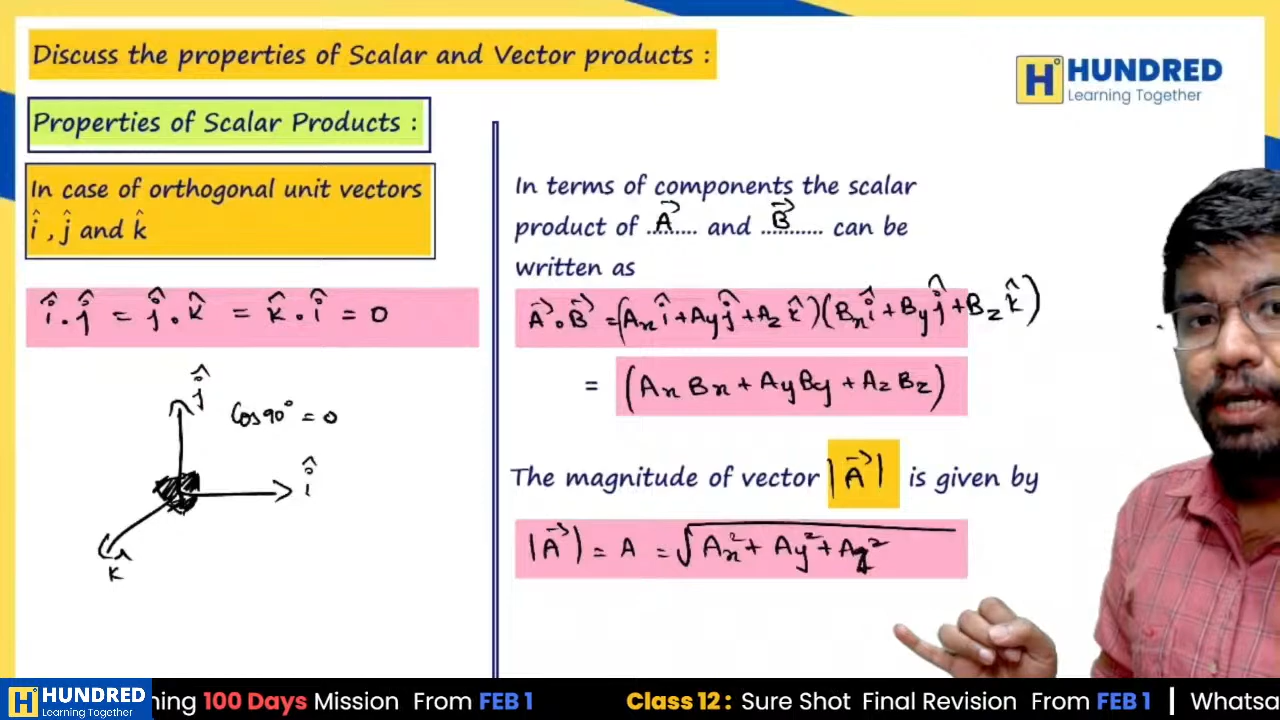 Discuss the properties of Scalar and Vector products :
H° HUNDRED
Learning Together
Properties of Scalar Products :
In case of orthogonal unit vectors
î , ĵ and k̂
î . ĵ = ĵ . k̂ = k̂ . î = 0
ĵ
Cos90° = 0
î
k̂
In terms of components the scalar
product of ...A⃗... and ...B⃗... can be
written as
A⃗ . B⃗ = (Axî + Ayĵ + Azk̂)(Bxî + Byĵ + Bzk̂)
= (AxBx + AyBy + AzBz)
The magnitude of vector |A⃗| is given by
|A⃗| = A = √Ax² + Ay² + Az²
H° HUNDRED
Learning Together
ning 100 Days Mission From FEB 1
Class 12 : Sure Shot Final Revision From FEB 1 | Whatsa